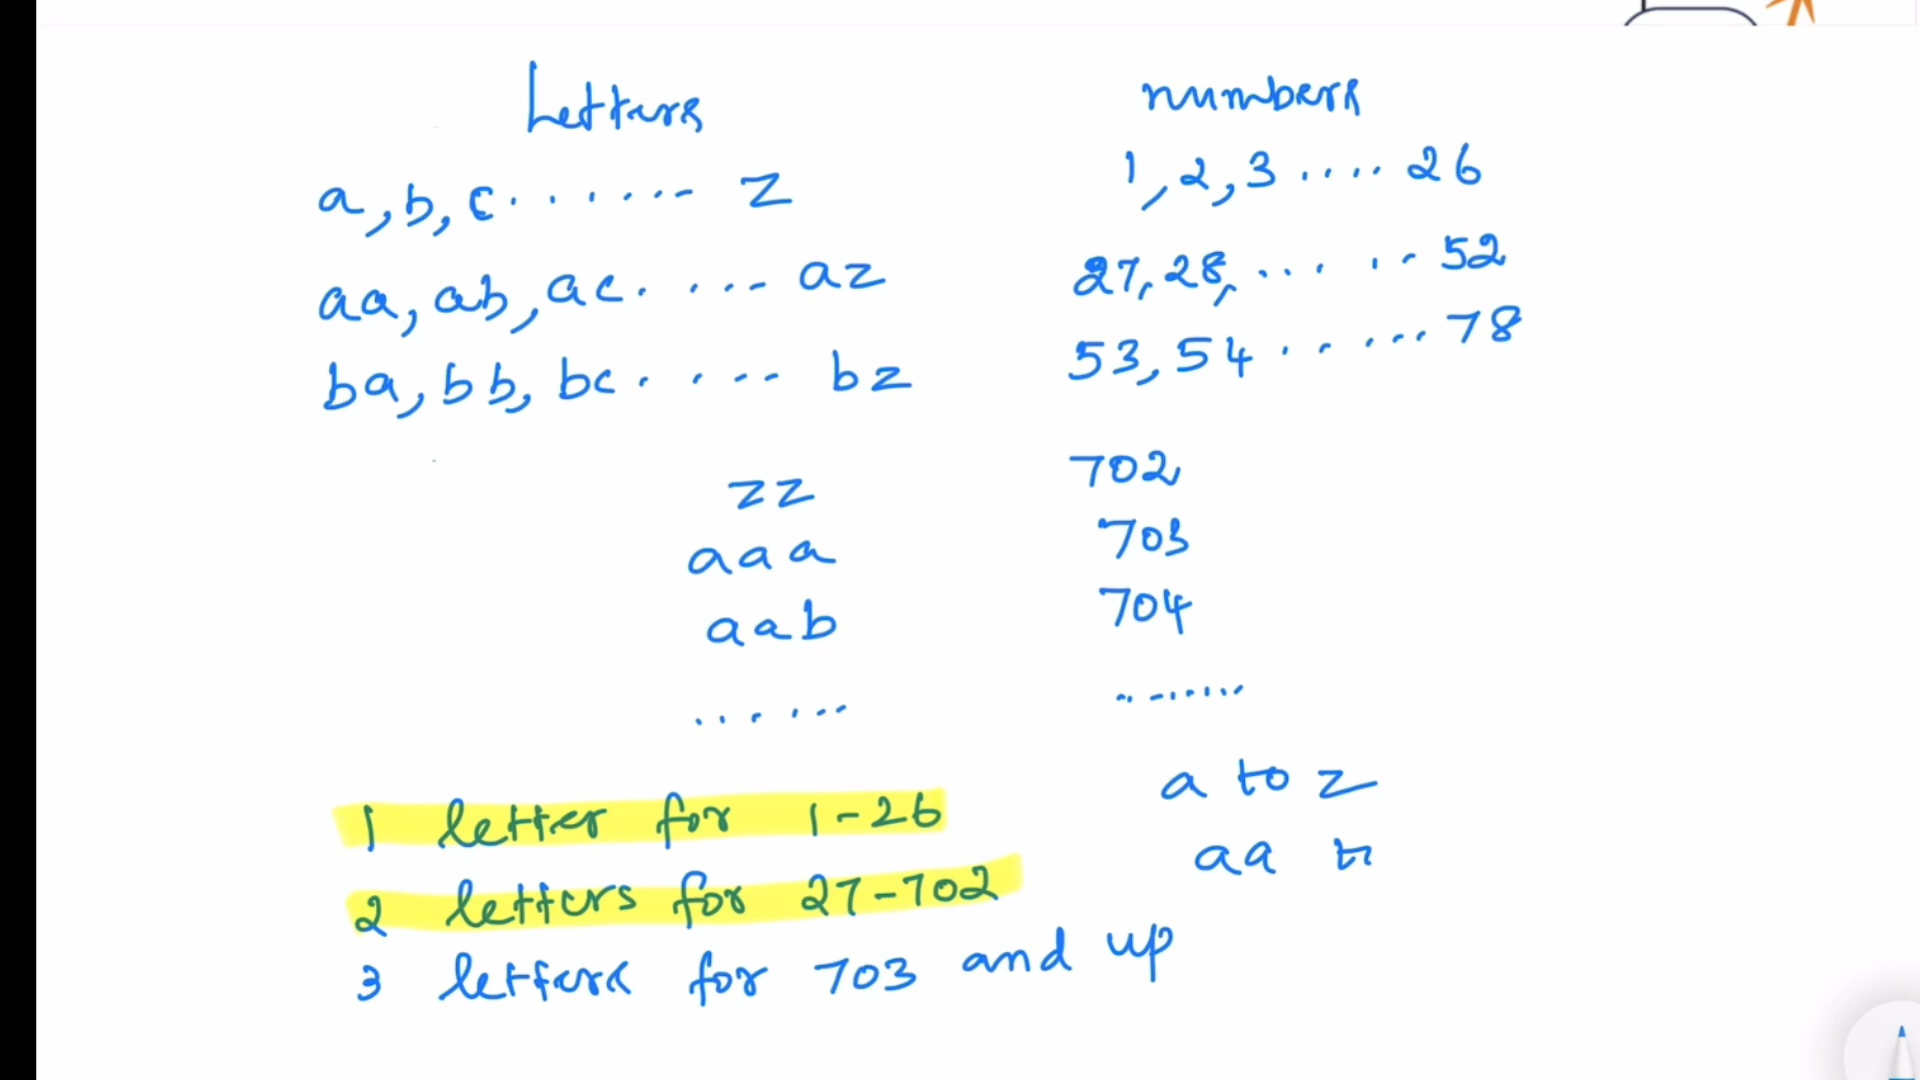 Letters numbers
a, b, c ...... z 1, 2, 3 .... 26
aa, ab, ac. .... az 27, 28, ... .. 52
ba, bb, bc. .... bz 53, 54 ...... 78
zz 702
aaa 703
aab 704
...... .......
a to z
1 letter for 1-26
aa to
2 letters for 27-702
3 letters for 703 and up